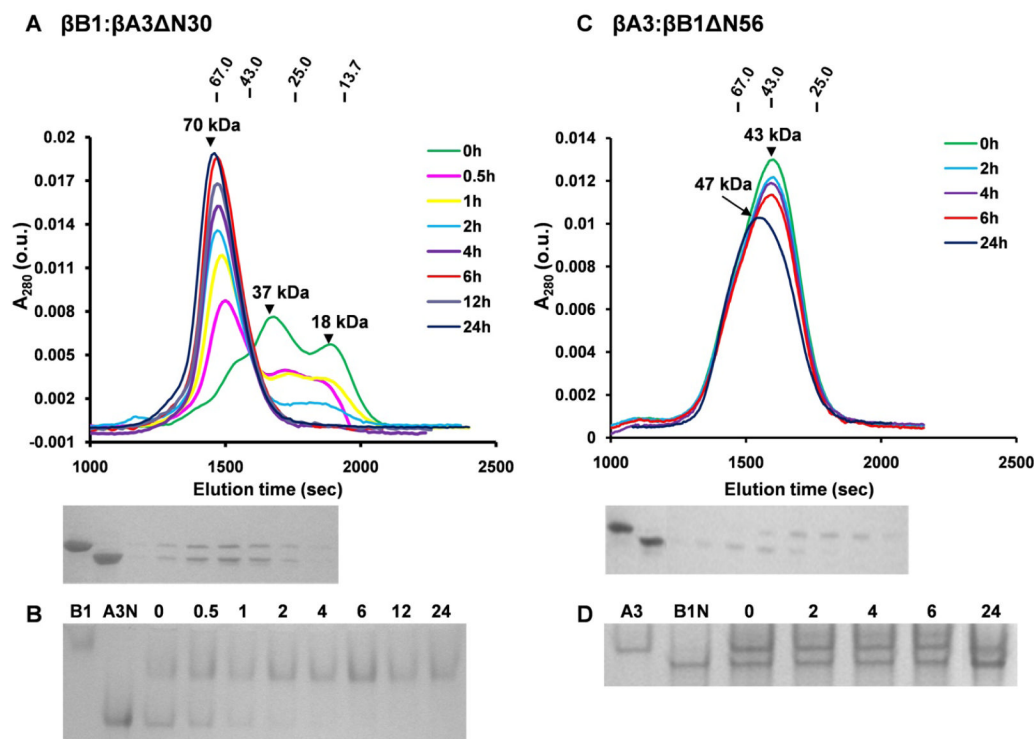 A βB1:βA3ΔN30
67.0
43.0
25.0
13.7
70 kDa
37 kDa
18 kDa
0h
0.5h
1h
2h
4h
6h
12h
24h
A280 (o.u.)
0.02
0.017
0.014
0.011
0.008
0.005
0.002
-0.001
1000 1500 2000 2500
Elution time (sec)
C βA3:βB1ΔN56
67.0
43.0
25.0
43 kDa
47 kDa
0h
2h
4h
6h
24h
A280 (o.u.)
0.014
0.012
0.01
0.008
0.006
0.004
0.002
0
1000 1500 2000 2500
Elution time (sec)
B B1 A3N 0 0.5 1 2 4 6 12 24
D A3 B1N 0 2 4 6 24